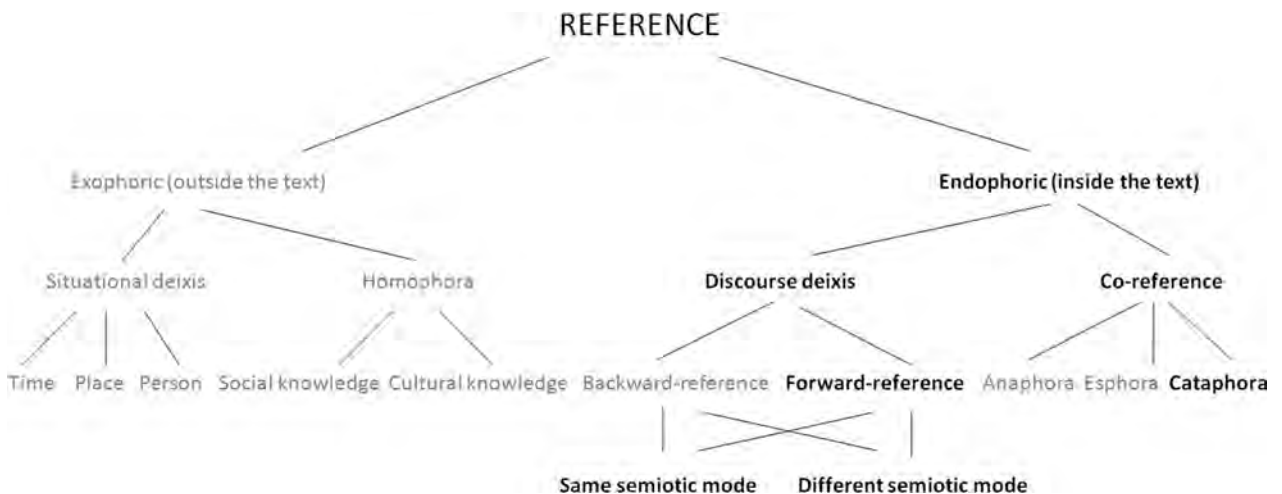 REFERENCE
Exophoric (outside the text) Endophoric (inside the text)
Situational deixis Homophora Discourse deixis Co-reference
Time Place Person Social knowledge Cultural knowledge Backward-reference Forward-reference Anaphora Esphora Cataphora
Same semiotic mode Different semiotic mode